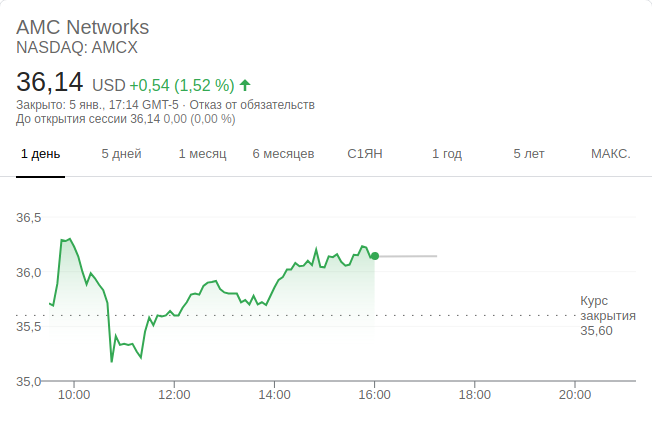 AMC Networks
NASDAQ: AMCX
36,14 USD +0,54 (1,52 %)
Закрыто: 5 янв., 17:14 GMT-5 · Отказ от обязательств
До открытия сессии 36,14 0,00 (0,00 %)
1 день 5 дней 1 месяц 6 месяцев С1ЯН 1 год 5 лет МАКС.
36,5
36,0
35,5
35,0
Курс
закрытия
35,60
10:00 12:00 14:00 16:00 18:00 20:00